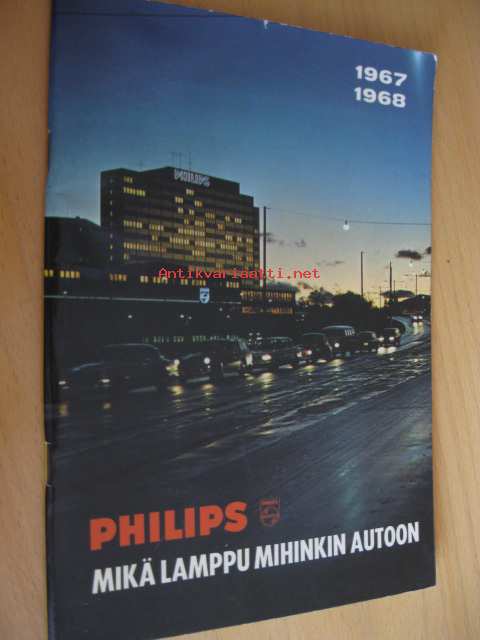 1967
1968
PHILIPS
Antikvariaatti.net
PHILIPS
MIKÄ LAMPPU MIHINKIN AUTOON